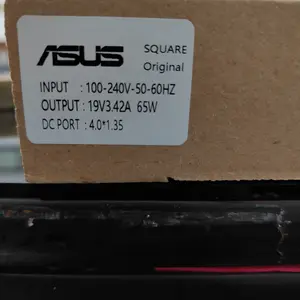 ASUS SQUARE
Original
INPUT : 100-240V-50-60HZ
OUTPUT : 19V3.42A 65W
DC PORT : 4.0*1.35